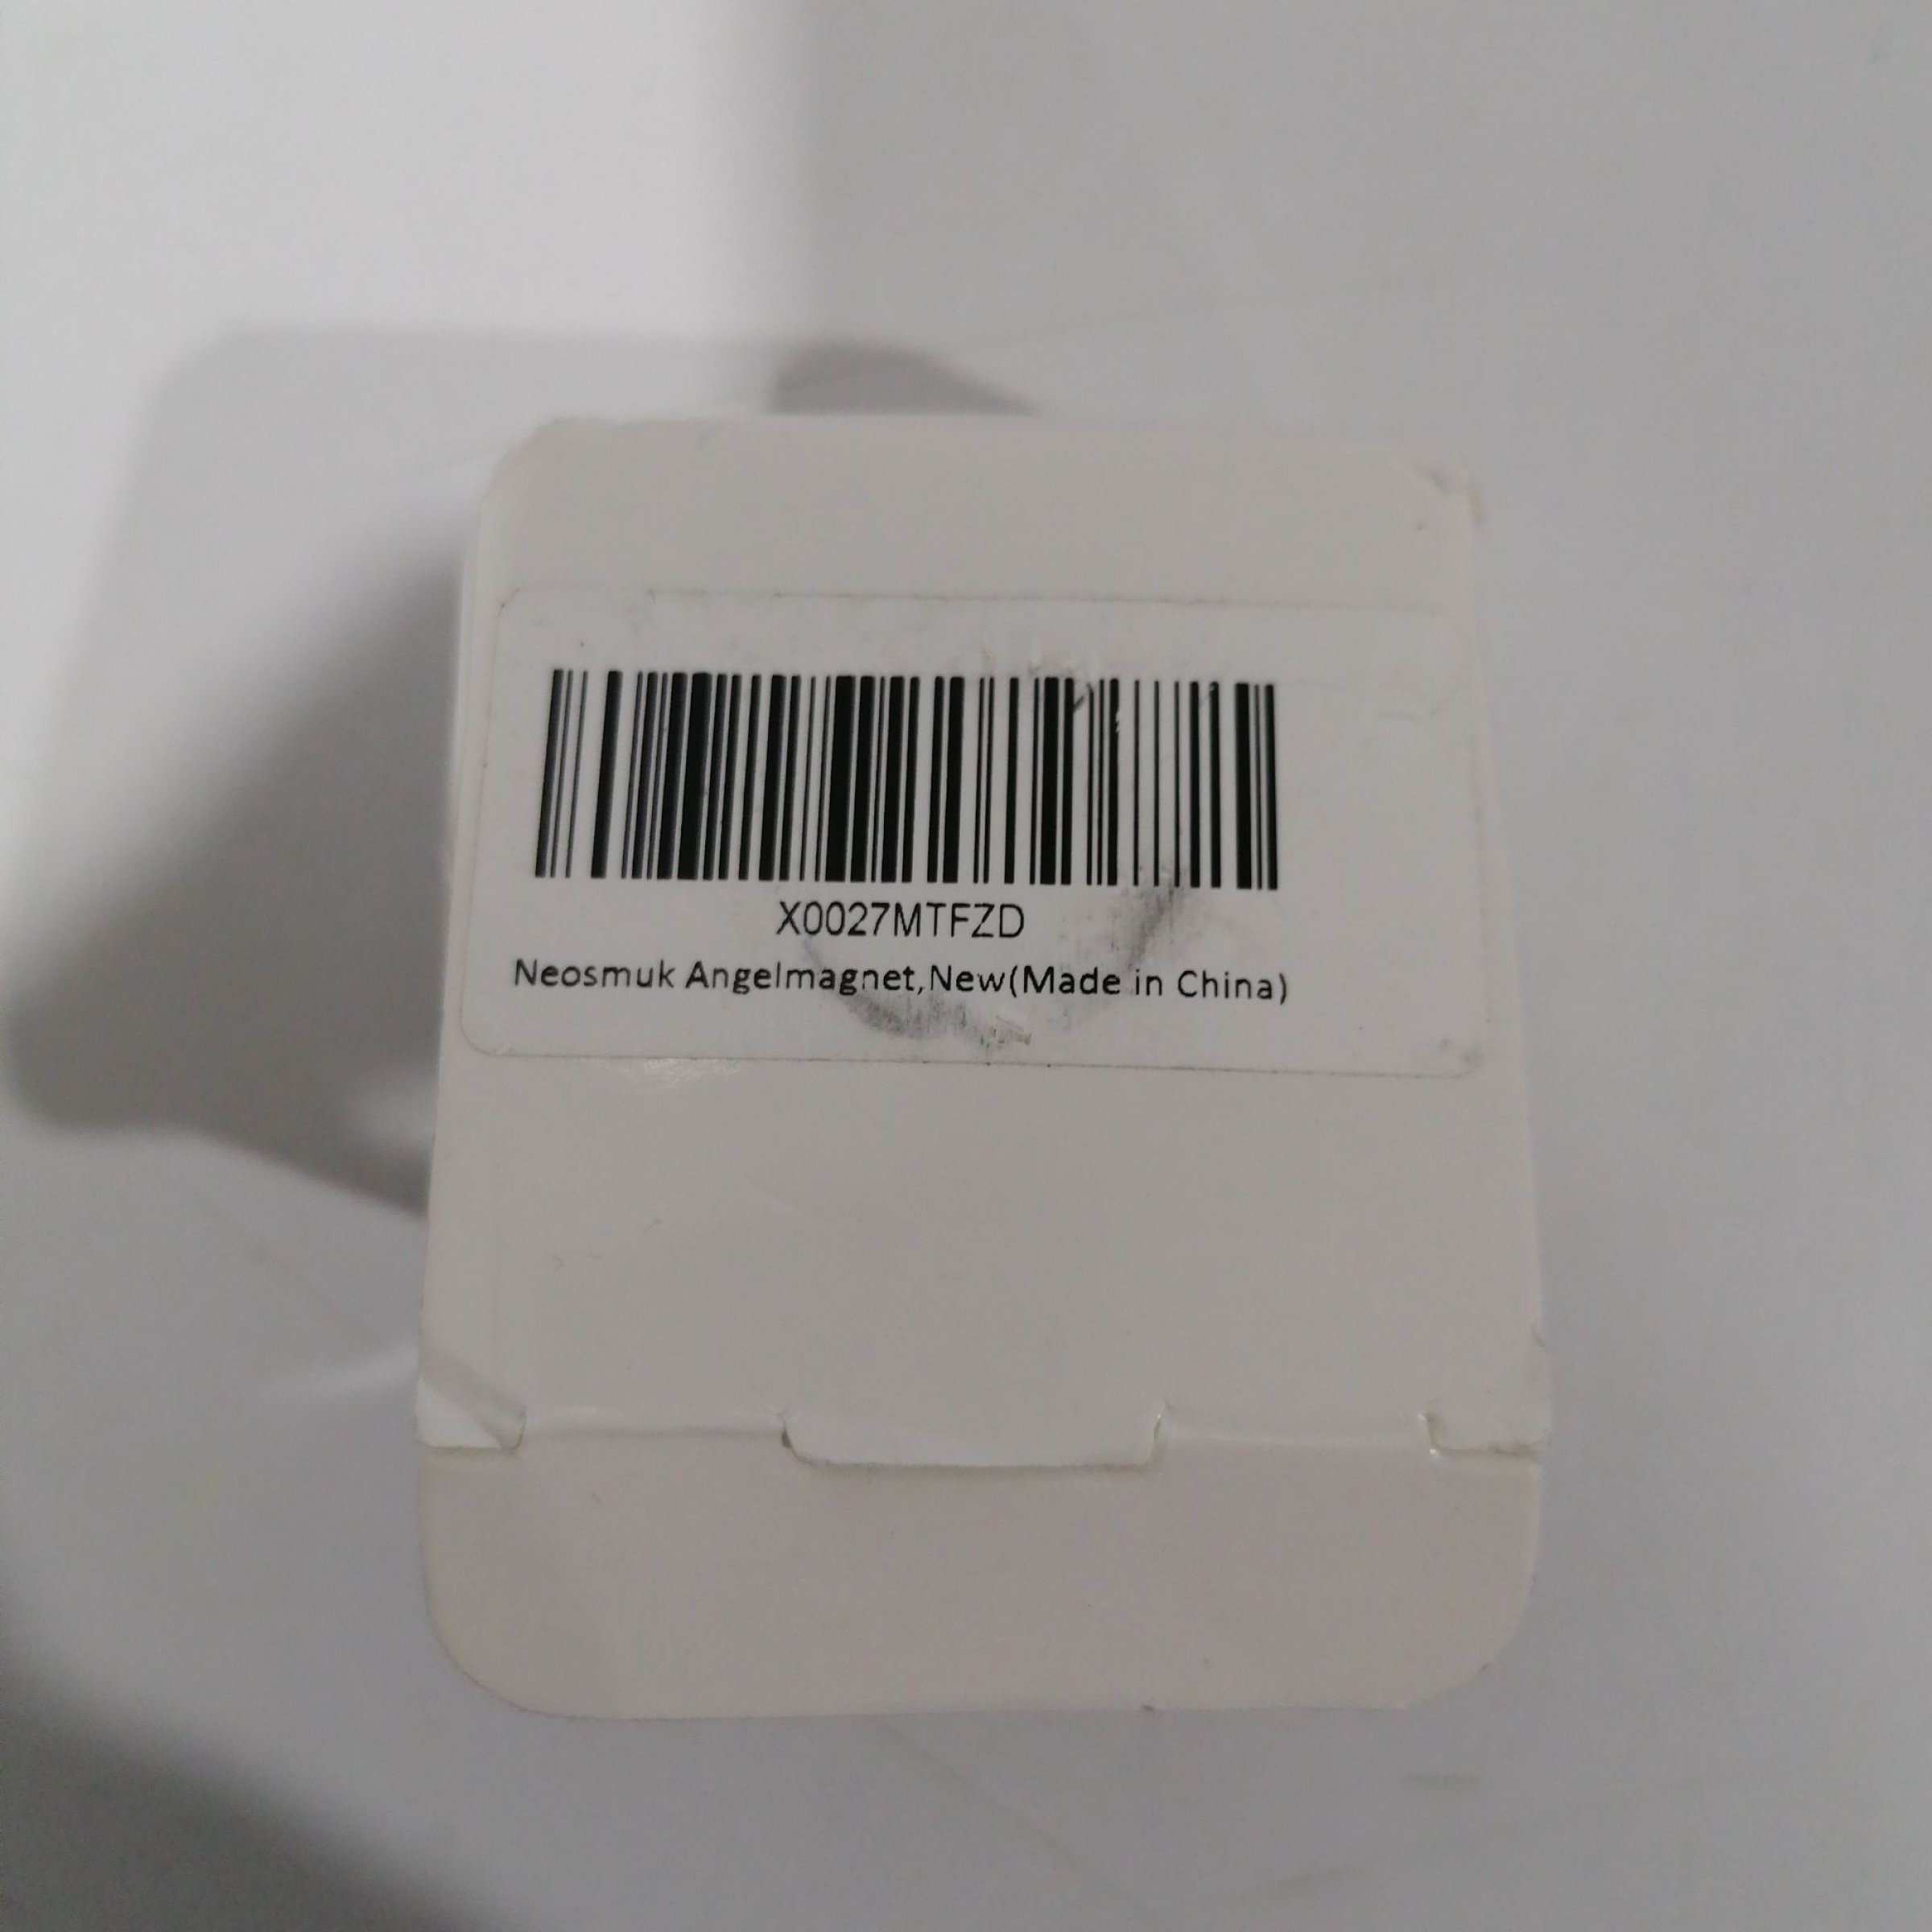 X0027MTFZD
Neosmuk Angelmagnet,New(Made in China)